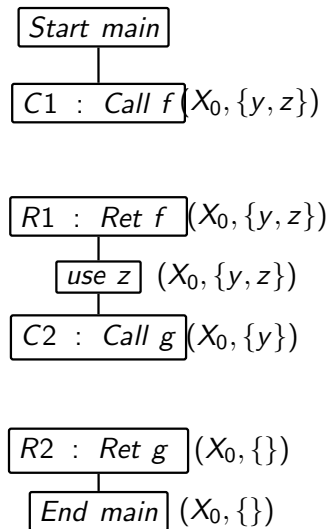 Start main
C1 : Call f (X₀, {y, z})
R1 : Ret f (X₀, {y, z})
use z (X₀, {y, z})
C2 : Call g (X₀, {y})
R2 : Ret g (X₀, {})
End main (X₀, {})